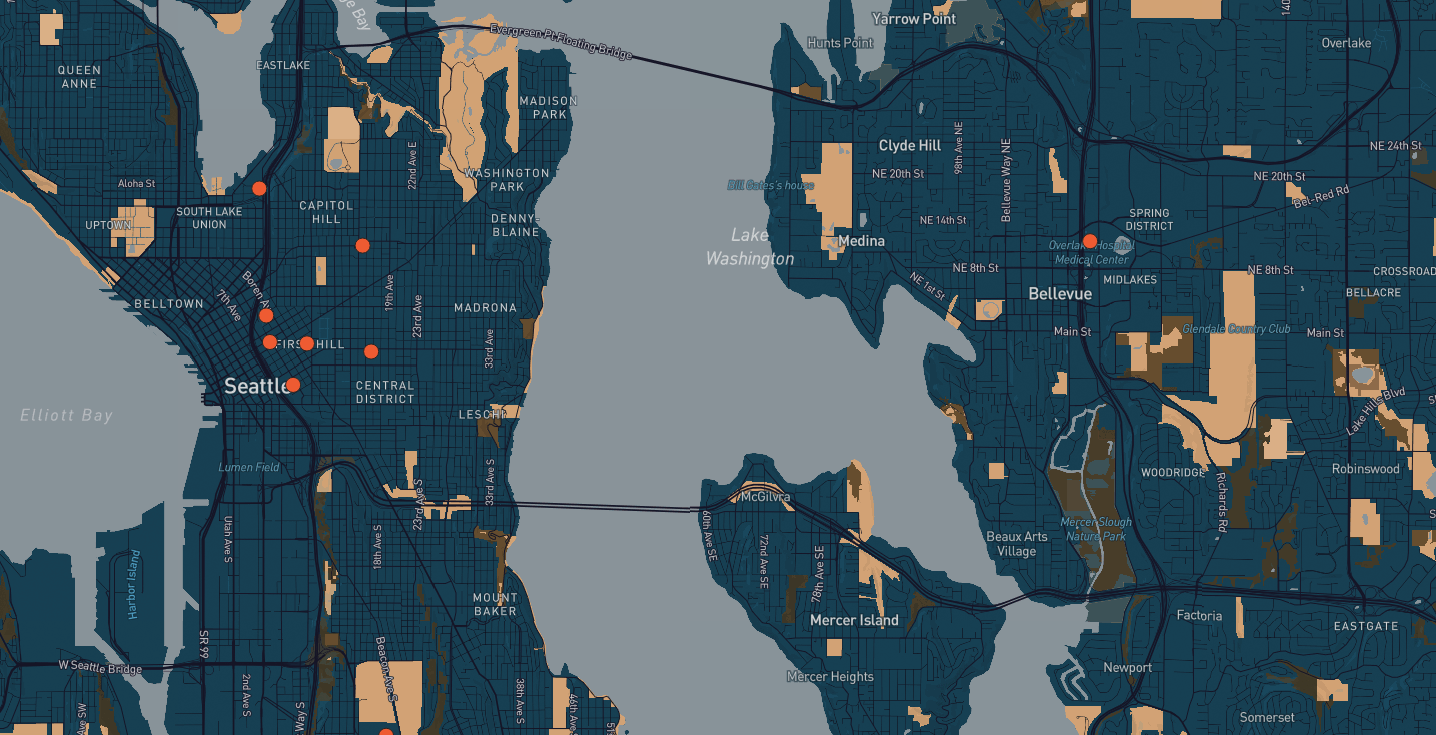 Yarrow Point
Evergreen Pt Floating Bridge
Hunts Point
Overlake
EASTLAKE
QUEEN
ANNE
MADISON
PARK
Clyde Hill
98th Ave NE
NE 24th St
22nd Ave E
Bellevue Way NE
WASHINGTON
PARK
NE 20th St
NE 20th St
Aloha St
Bill Gates's house
Bel-Red Rd
CAPITOL
HILL
SOUTH LAKE
UNION
UPTOWN
DENNY-
BLAINE
NE 14th St
SPRING
DISTRICT
Lake
Washington
Medina
Overlake Hospital
Medical Center
NE 8th St
NE 8th St
CROSSROAD
MIDLAKES
NE 1st St
BELLACRE
Bellevue
BELLTOWN
Boren Av
7th Ave
19th Ave
23rd Ave
MADRONA
Main St
Glendale Country Club
Main St
FIRST HILL
33rd Ave
Seattle
CENTRAL
DISTRICT
Elliott Bay
LESCHI
Lake Hills Blvd
Lumen Field
WOODRIDGE
Robinswood
33rd Ave S
23rd Ave S
McGilvra
Richards Rd
Mercer Slough
Nature Park
Utah Ave S
18th Ave S
60th Ave SE
72nd Ave SE
78th Ave SE
Beaux Arts
Village
Harbor Island
MOUNT
BAKER
Mercer Island
Factoria
EASTGATE
SR 99
W Seattle Bridge
Beacon Ave S
Newport
Mercer Heights
2nd Ave S
38th Ave S
46th Ave
Way S
Ave SW
Somerset